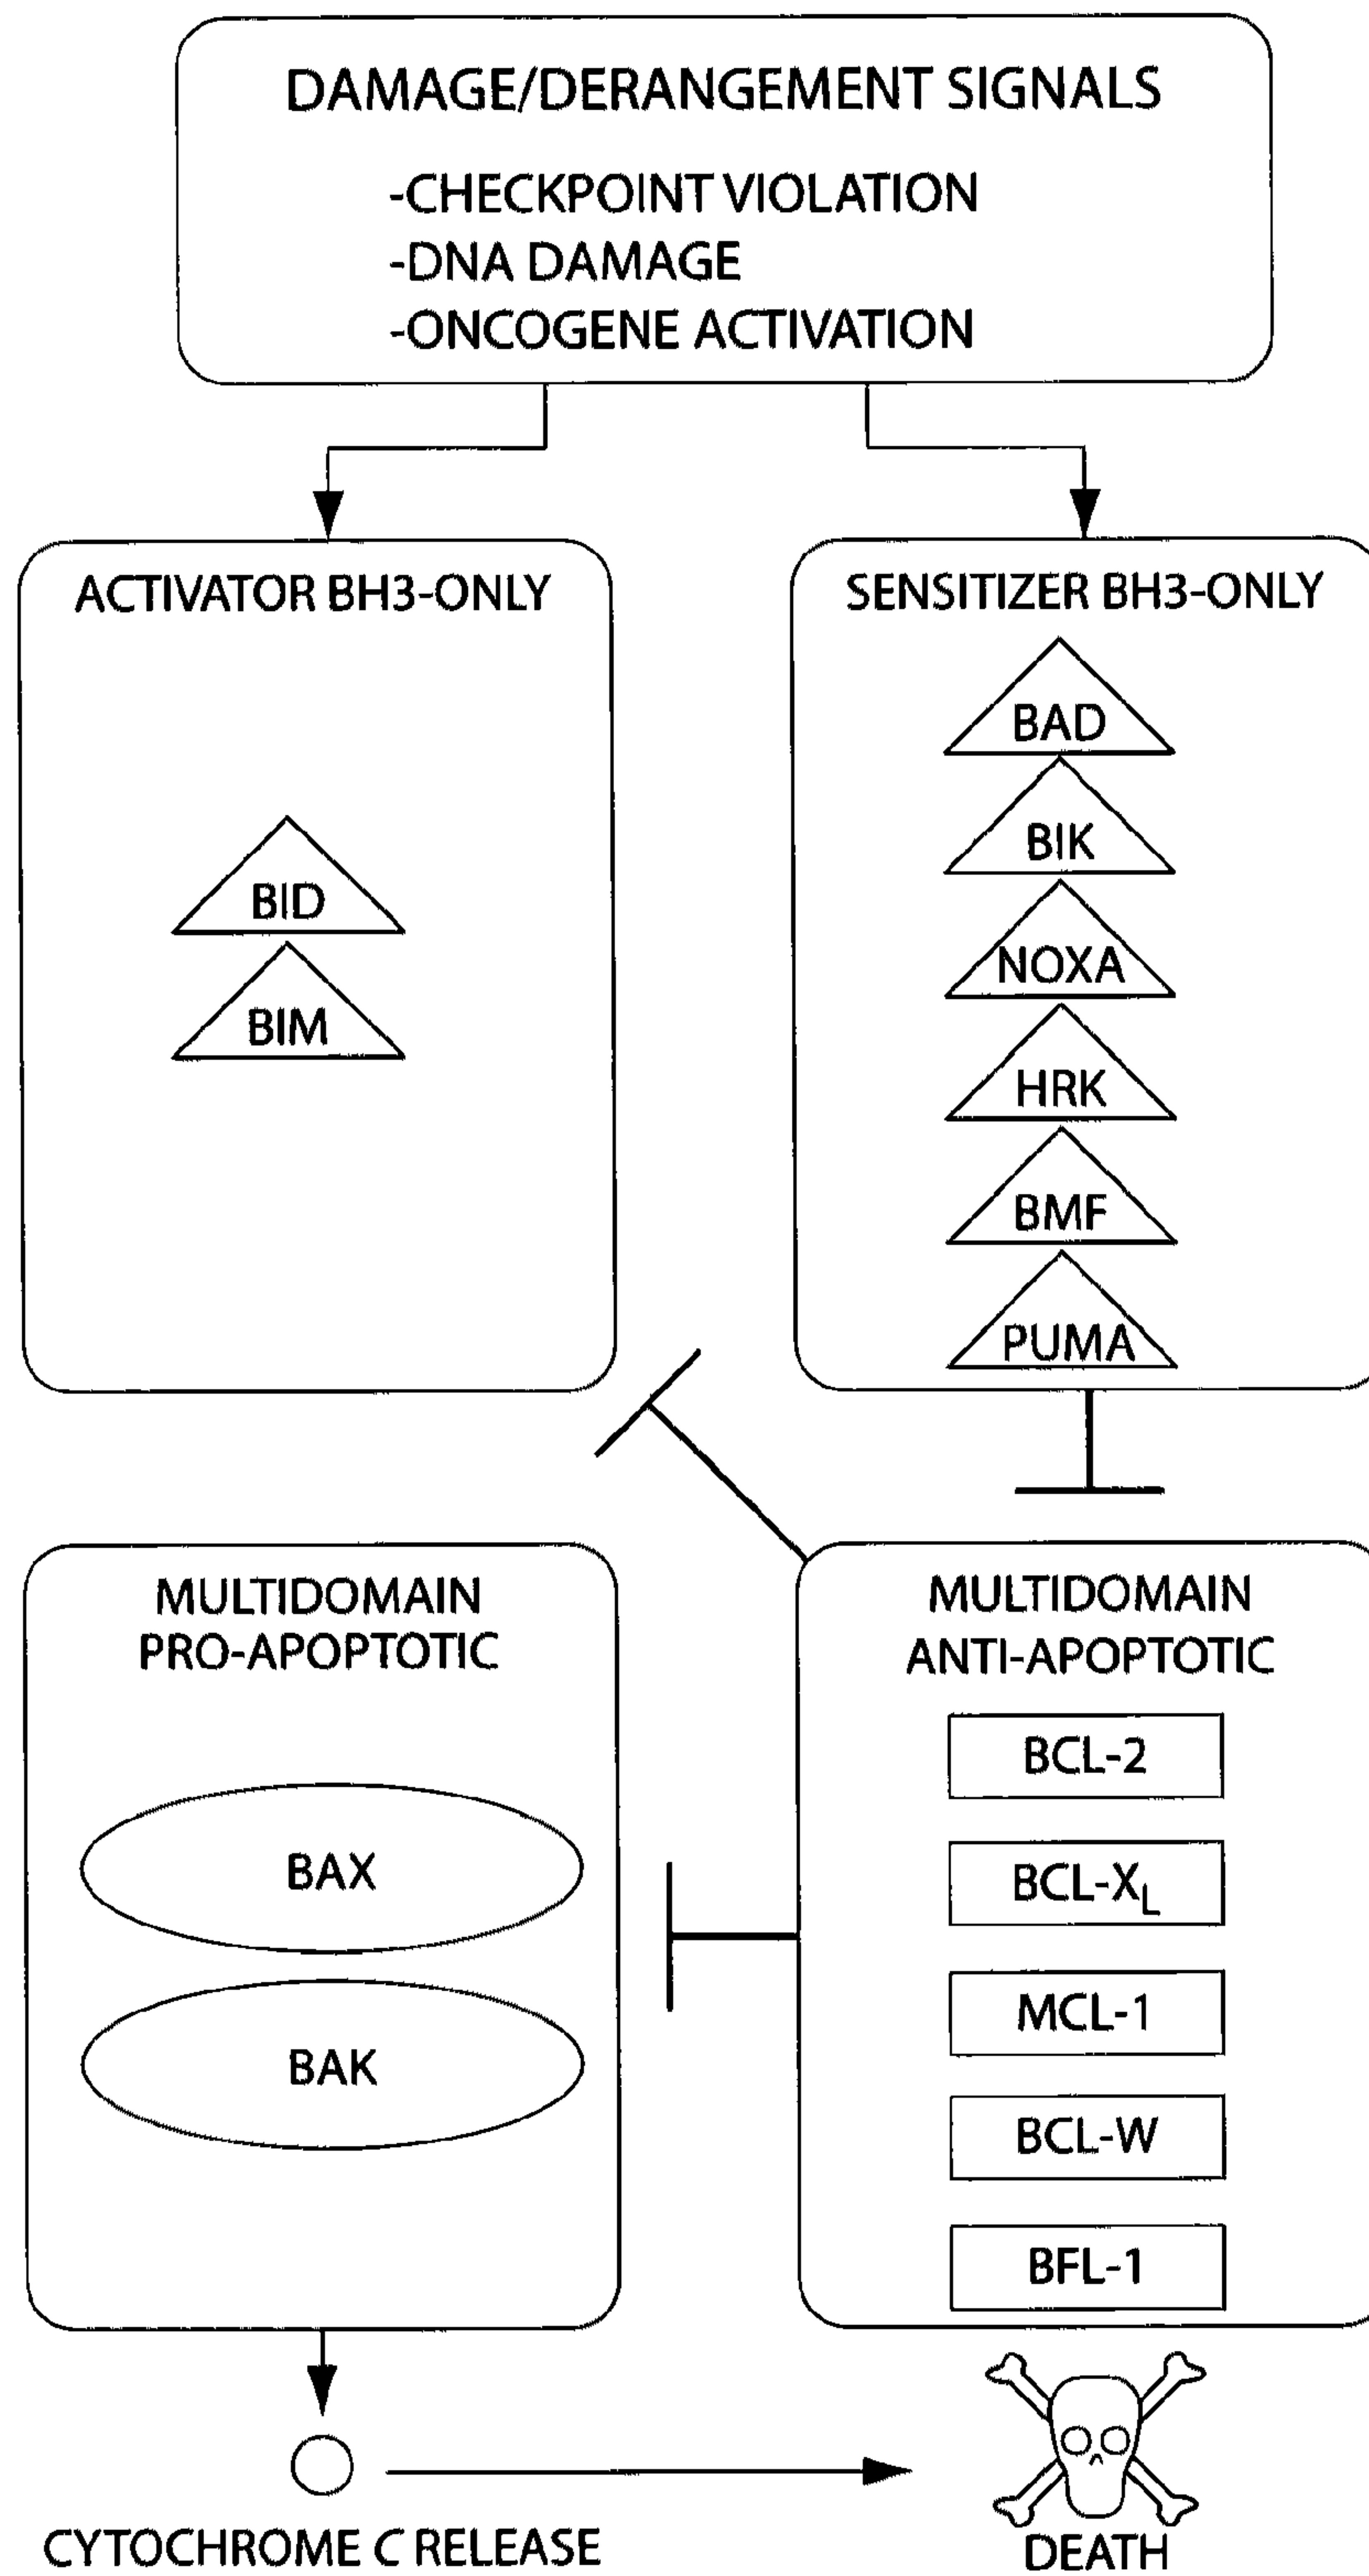 DAMAGE/DERANGEMENT SIGNALS
-CHECKPOINT VIOLATION
-DNA DAMAGE
-ONCOGENE ACTIVATION
ACTIVATOR BH3-ONLY
BID
BIM
SENSITIZER BH3-ONLY
BAD
BIK
NOXA
HRK
BMF
PUMA
MULTIDOMAIN
PRO-APOPTOTIC
BAX
BAK
MULTIDOMAIN
ANTI-APOPTOTIC
BCL-2
BCL-XL
MCL-1
BCL-W
BFL-1
CYTOCHROME C RELEASE
DEATH